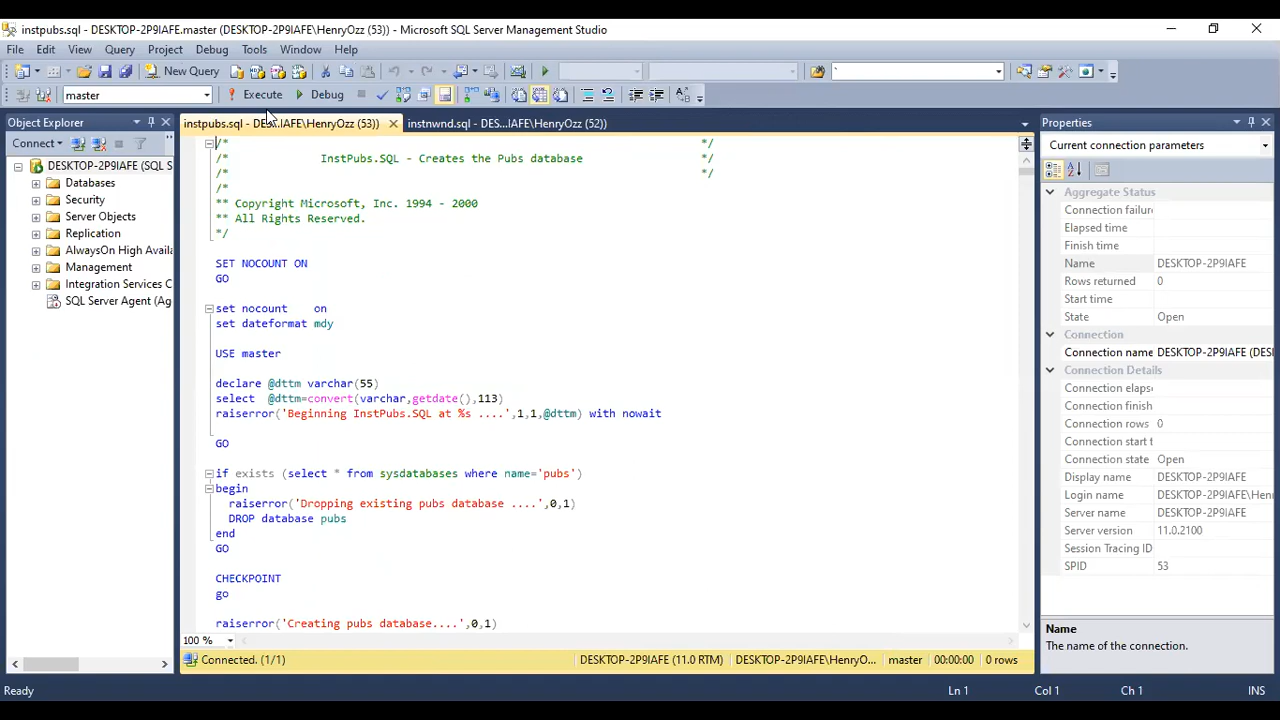 instpubs.sql - DESKTOP-2P9IAFE.master (DESKTOP-2P9IAFE\HenryOzz (53)) - Microsoft SQL Server Management Studio
File Edit View Query Project Debug Tools Window Help
New Query
master Execute Debug
Object Explorer
instpubs.sql - DES...IAFE\HenryOzz (53))
instnwnd.sql - DES...IAFE\HenryOzz (52))
Properties
Connect
DESKTOP-2P9IAFE (SQL S
Databases
Security
Server Objects
Replication
AlwaysOn High Availa
Management
Integration Services C
SQL Server Agent (Ag
/* */
/* InstPubs.SQL - Creates the Pubs database */
/* */
/*
** Copyright Microsoft, Inc. 1994 - 2000
** All Rights Reserved.
*/
SET NOCOUNT ON
GO
set nocount on
set dateformat mdy
USE master
declare @dttm varchar(55)
select @dttm=convert(varchar,getdate(),113)
raiserror('Beginning InstPubs.SQL at %s ....',1,1,@dttm) with nowait
GO
if exists (select * from sysdatabases where name='pubs')
begin
raiserror('Dropping existing pubs database ....',0,1)
DROP database pubs
end
GO
CHECKPOINT
go
raiserror('Creating pubs database....',0,1)
100 %
Connected. (1/1)
DESKTOP-2P9IAFE (11.0 RTM) DESKTOP-2P9IAFE\HenryO... master 00:00:00 0 rows
Current connection parameters
Aggregate Status
Connection failure
Elapsed time
Finish time
Name DESKTOP-2P9IAFE
Rows returned 0
Start time
State Open
Connection
Connection name DESKTOP-2P9IAFE (DES
Connection Details
Connection elaps
Connection finish
Connection rows 0
Connection start t
Connection state Open
Display name DESKTOP-2P9IAFE
Login name DESKTOP-2P9IAFE\Hen
Server name DESKTOP-2P9IAFE
Server version 11.0.2100
Session Tracing ID
SPID 53
Name
The name of the connection.
Ready Ln 1 Col 1 Ch 1 INS